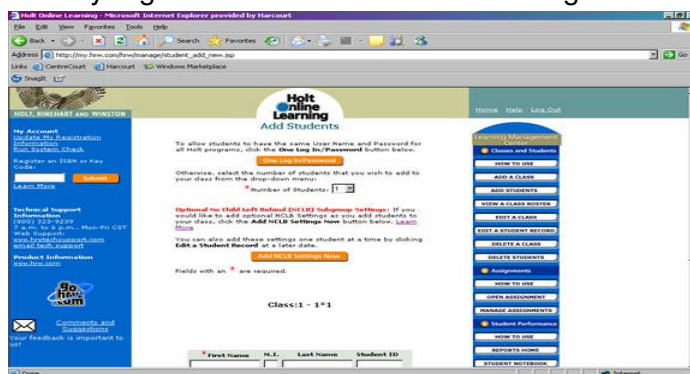 Holt Online Learning - Microsoft Internet Explorer provided by Harcourt
File Edit View Favorites Tools Help
Back Search Favorites
Address http://my.hrw.com/hrw/manage/student_add_new.jsp Go
Links CentreCourt Harcourt Windows Marketplace
SnagIt
HOLT, RINEHART AND WINSTON
My Account
Update My Registration
Information
Run System Check
Register an ISBN or Key
Code:
Submit
Learn More
Technical Support
Information
(800) 323-9239
7 a.m. to 6 p.m., Mon-Fri CST
Web Support:
www.hrwtechsupport.com
email tech support
Product Information
www.hrw.com
go.
hrw.
com
Comments and
Suggestions
Your feedback is important to
us!
Holt
Online
Learning
Add Students
To allow students to have the same User Name and Password for
all Holt programs, click the One Log In/Password button below.
One Log In/Password
Otherwise, select the number of students that you wish to add to
your class from the drop-down menu:
*Number of Students: 1
Optional No Child Left Behind (NCLB) Subgroup Settings: If you
would like to add optional NCLB Settings as you add students to
your class, click the Add NCLB Settings Now button below. Learn
More
You can also add these settings one student at a time by clicking
Edit a Student Record at a later date.
Add NCLB Settings Now
Fields with an * are required.
Class:1 - 1*1
*First Name M.I. Last Name Student ID
Home Help Log Out
Learning Management
Center
Classes and Students
HOW TO USE
ADD A CLASS
ADD STUDENTS
VIEW A CLASS ROSTER
EDIT A CLASS
EDIT A STUDENT RECORD
DELETE A CLASS
DELETE STUDENTS
Assignments
HOW TO USE
OPEN ASSIGNMENT
MANAGE ASSIGNMENTS
Student Performance
HOW TO USE
REPORTS HOME
STUDENT NOTEBOOK
Done Internet